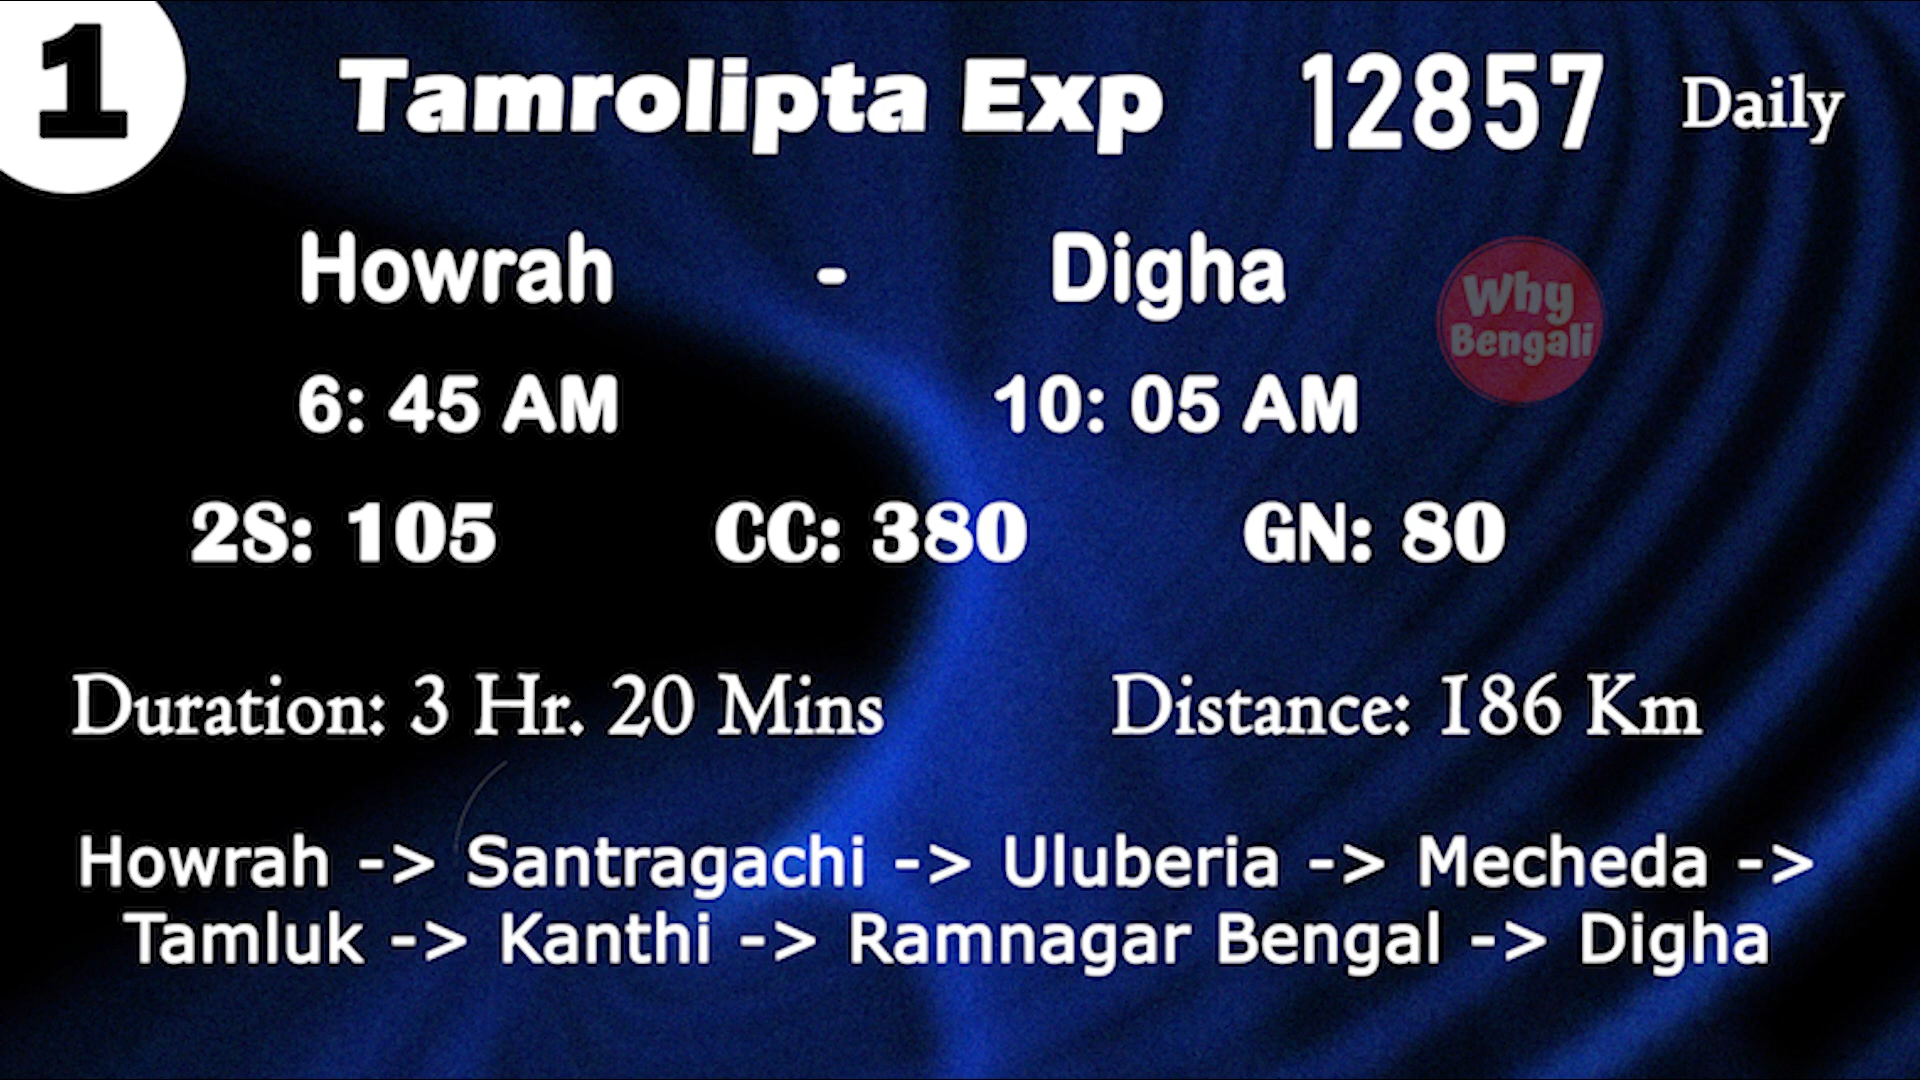 1
Tamrolipta Exp 12857 Daily
Howrah - Digha
Why
Bengali
6: 45 AM 10: 05 AM
2S: 105 CC: 380 GN: 80
Duration: 3 Hr. 20 Mins Distance: 186 Km
Howrah -> Santragachi -> Uluberia -> Mecheda ->
Tamluk -> Kanthi -> Ramnagar Bengal -> Digha